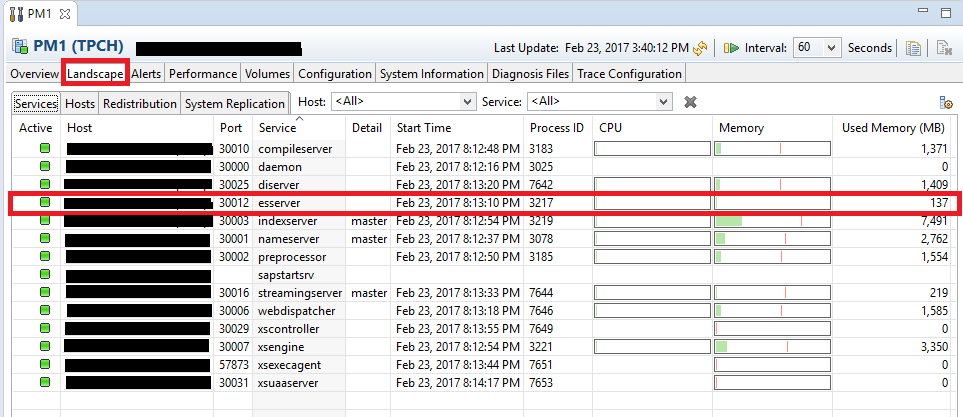 PM1
PM1 (TPCH) Last Update: Feb 23, 2017 3:40:12 PM Interval: 60 Seconds
Overview Landscape Alerts Performance Volumes Configuration System Information Diagnosis Files Trace Configuration
Services Hosts Redistribution System Replication Host: <All> Service: <All>
Active Host Port Service Detail Start Time Process ID CPU Memory Used Memory (MB)
30010 compileserver Feb 23, 2017 8:12:48 PM 3183 1,371
30000 daemon Feb 23, 2017 8:12:16 PM 3025 0
30025 diserver Feb 23, 2017 8:13:20 PM 7642 1,409
30012 esserver Feb 23, 2017 8:13:10 PM 3217 137
30003 indexserver master Feb 23, 2017 8:12:54 PM 3219 7,491
30001 nameserver master Feb 23, 2017 8:12:37 PM 3078 2,762
30002 preprocessor Feb 23, 2017 8:12:50 PM 3185 1,554
sapstartsrv
30016 streamingserver master Feb 23, 2017 8:13:33 PM 7644 219
30006 webdispatcher Feb 23, 2017 8:13:18 PM 7646 1,585
30029 xscontroller Feb 23, 2017 8:13:55 PM 7649 0
30007 xsengine Feb 23, 2017 8:12:54 PM 3221 3,350
57873 xsexecagent Feb 23, 2017 8:13:44 PM 7651 0
30031 xsuaaserver Feb 23, 2017 8:14:17 PM 7653 0